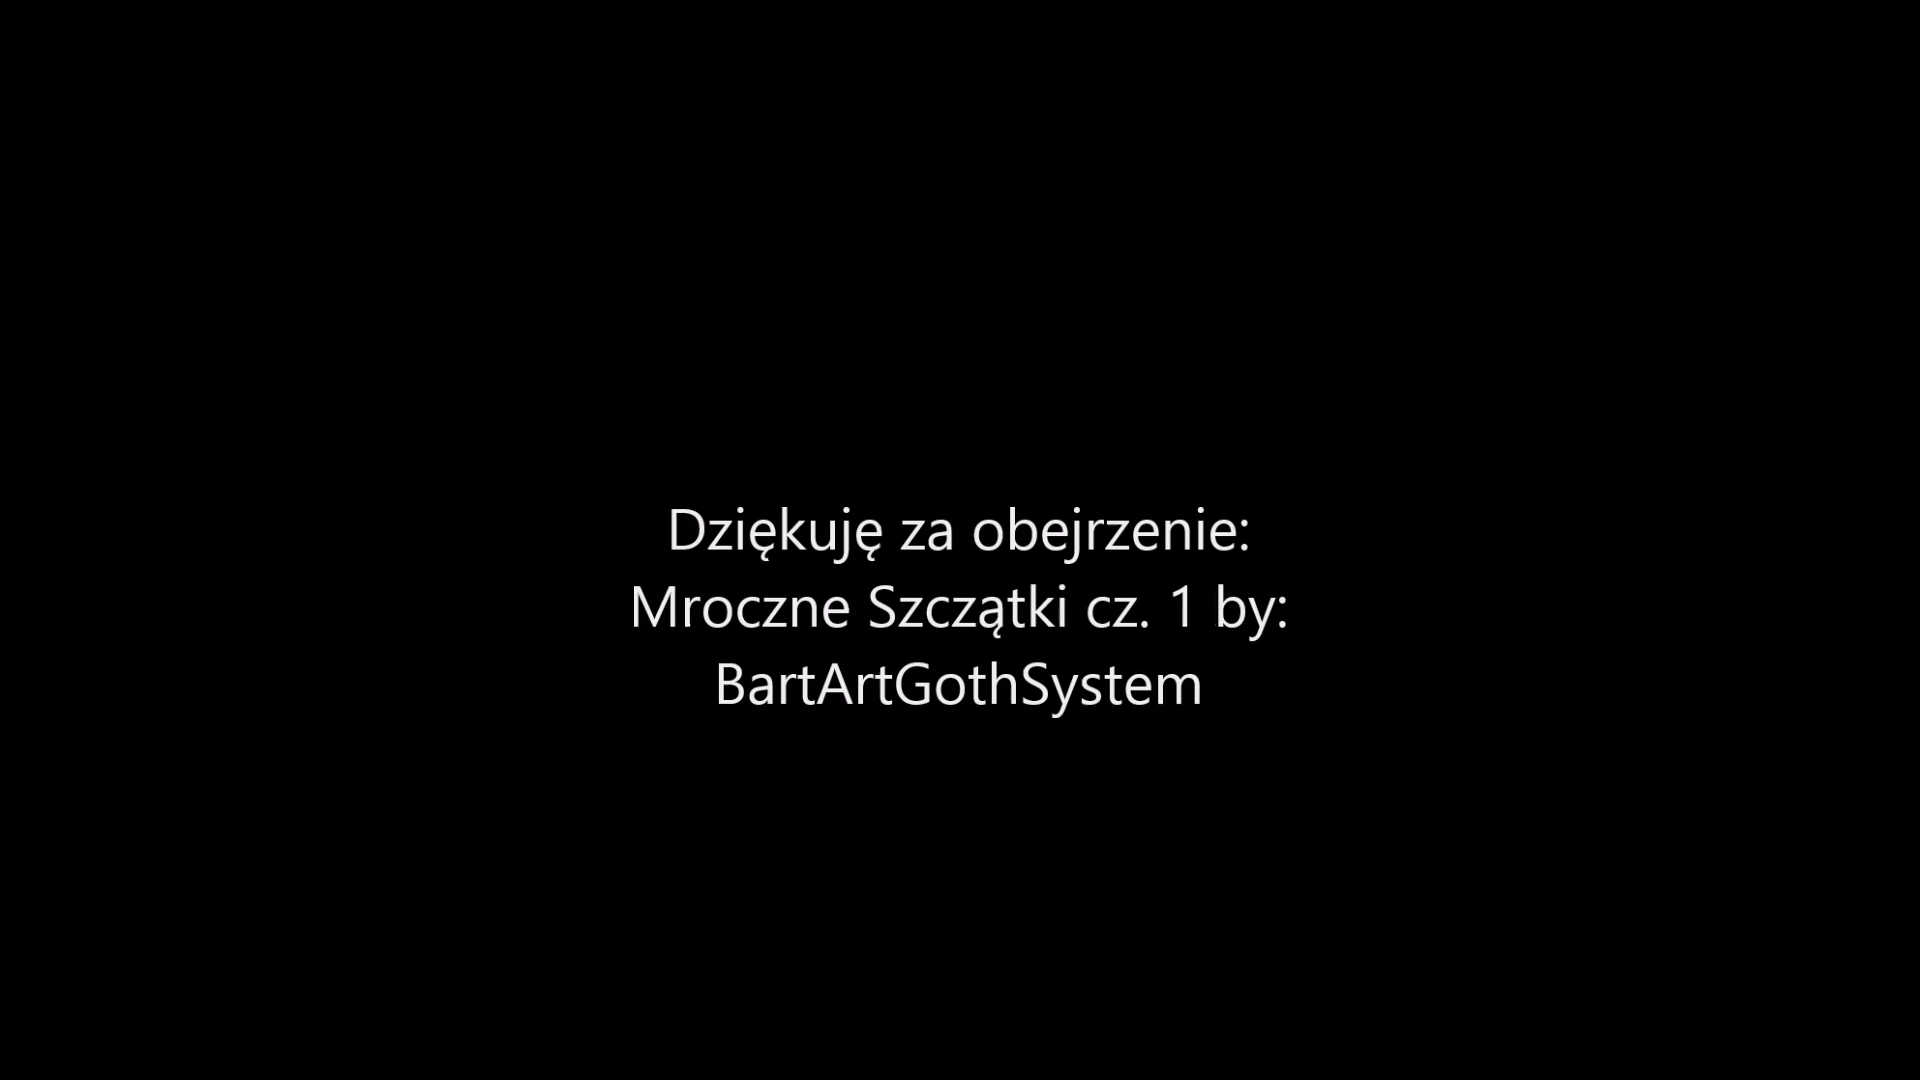 Dziękuję za obejrzenie:
Mroczne Szczątki cz. 1 by:
BartArtGothSystem